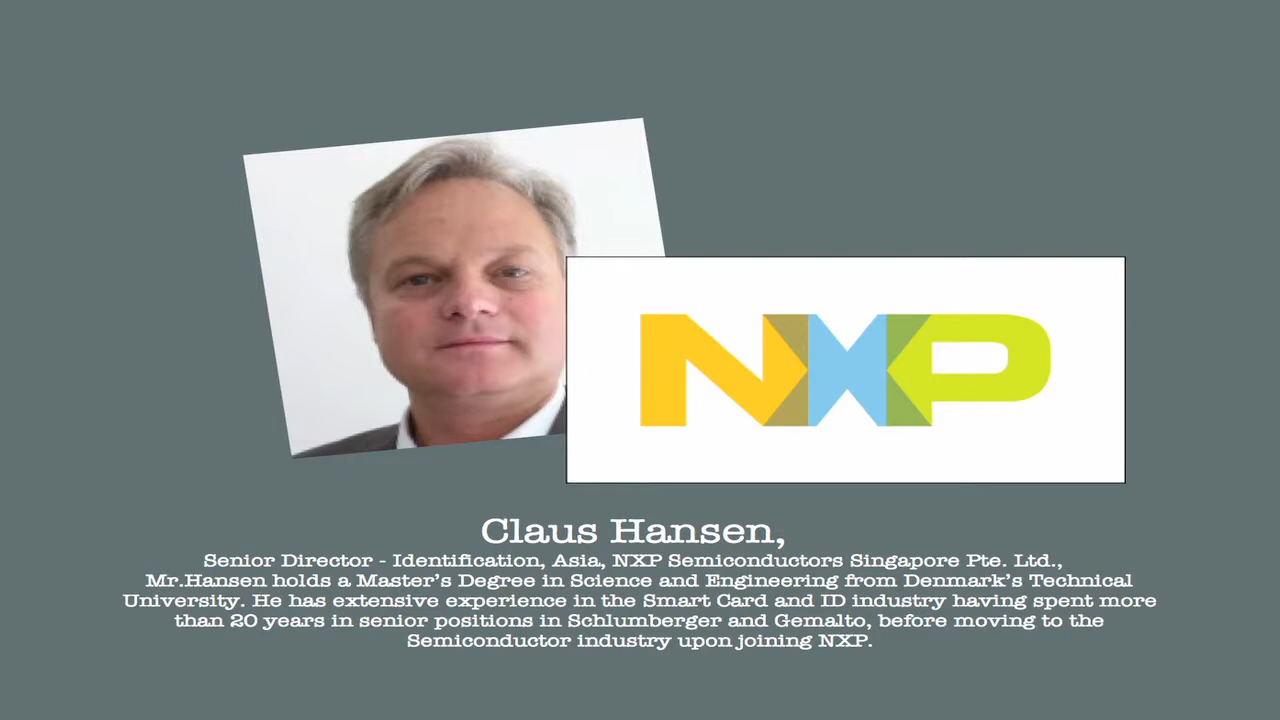 NXP
Claus Hansen,
Senior Director - Identification, Asia, NXP Semiconductors Singapore Pte. Ltd.,
Mr.Hansen holds a Master's Degree in Science and Engineering from Denmark's Technical
University. He has extensive experience in the Smart Card and ID industry having spent more
than 20 years in senior positions in Schlumberger and Gemalto, before moving to the
Semiconductor industry upon joining NXP.